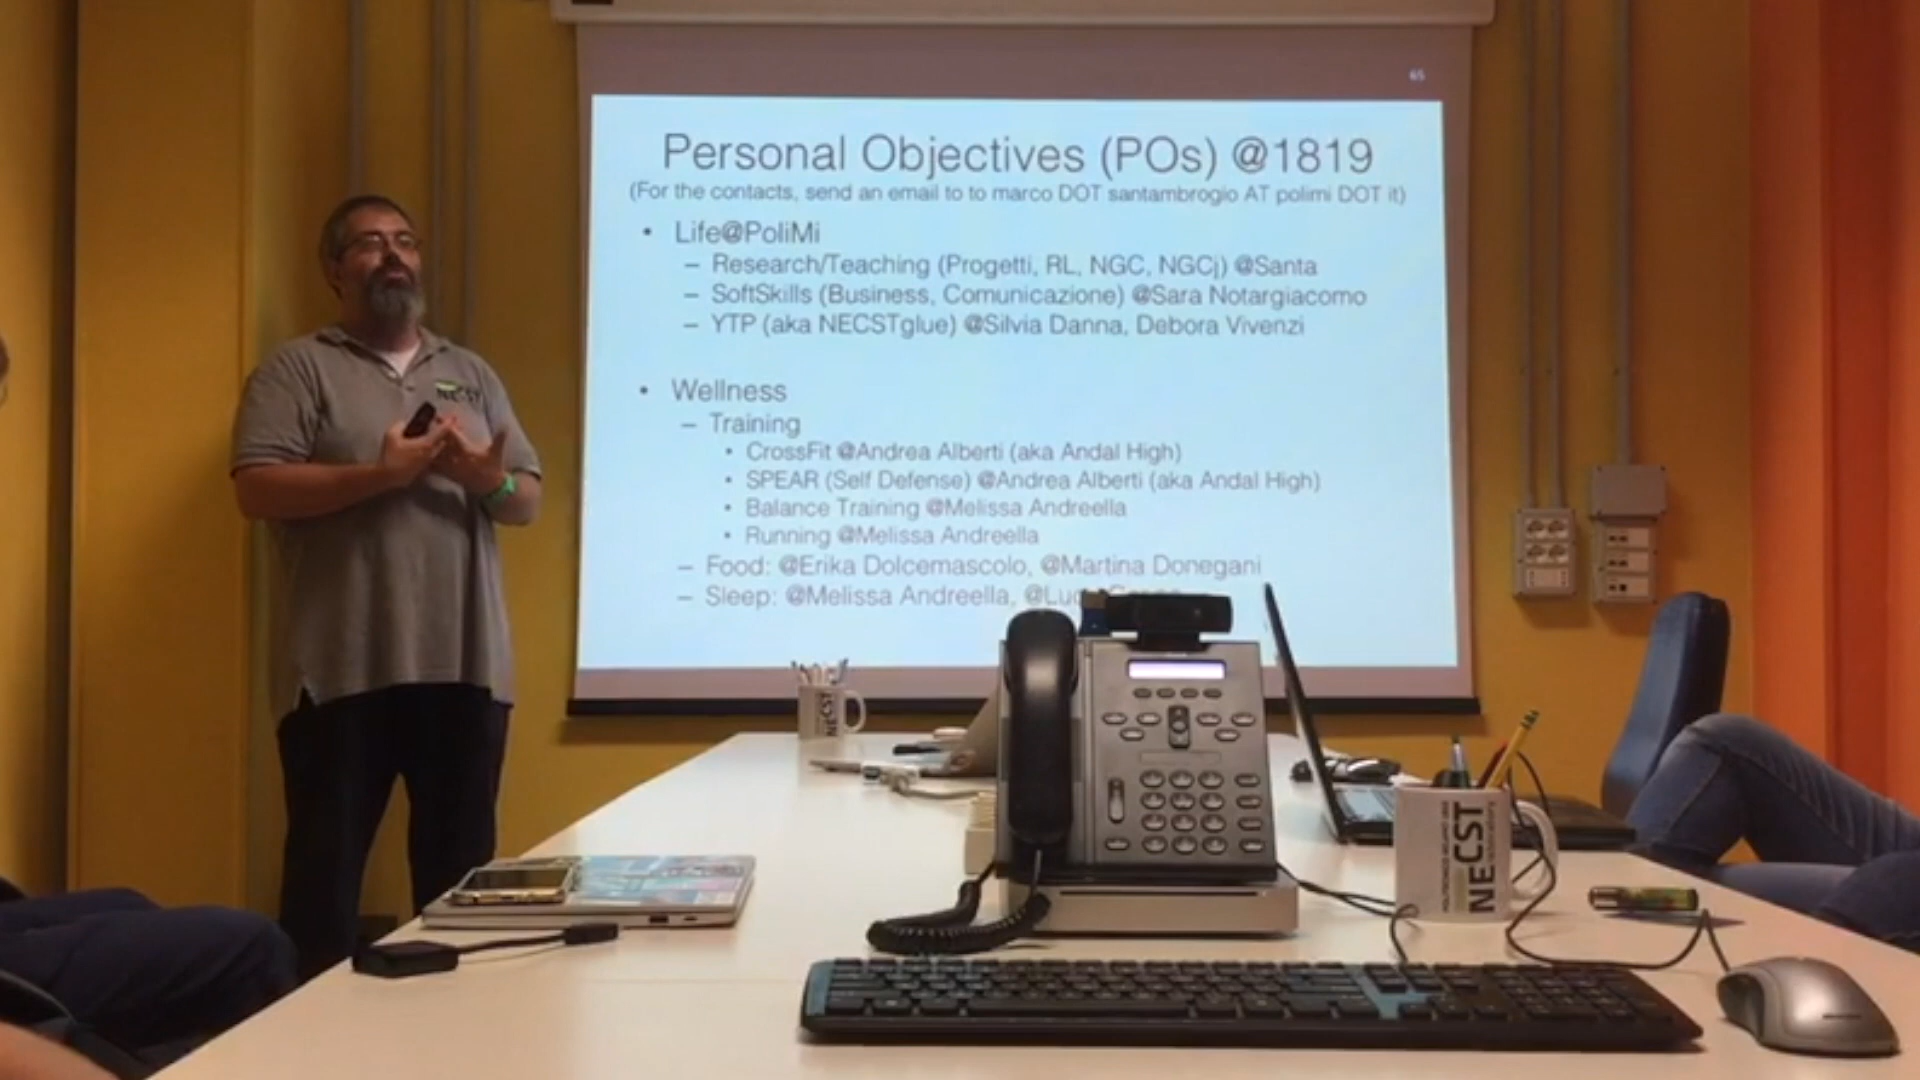 65
Personal Objectives (POs) @1819
(For the contacts, send an email to to marco DOT santambrogio AT polimi DOT it)
• Life@PoliMi
– Research/Teaching (Progetti, RL, NGC, NGCj) @Santa
– SoftSkills (Business, Comunicazione) @Sara Notargiacomo
– YTP (aka NECSTglue) @Silvia Danna, Debora Vivenzi
• Wellness
– Training
• CrossFit @Andrea Alberti (aka Andal High)
• SPEAR (Self Defense) @Andrea Alberti (aka Andal High)
• Balance Training @Melissa Andreella
• Running @Melissa Andreella
– Food: @Erika Dolcemascolo, @Martina Donegani
– Sleep: @Melissa Andreella,
NECST
NECST
NECST